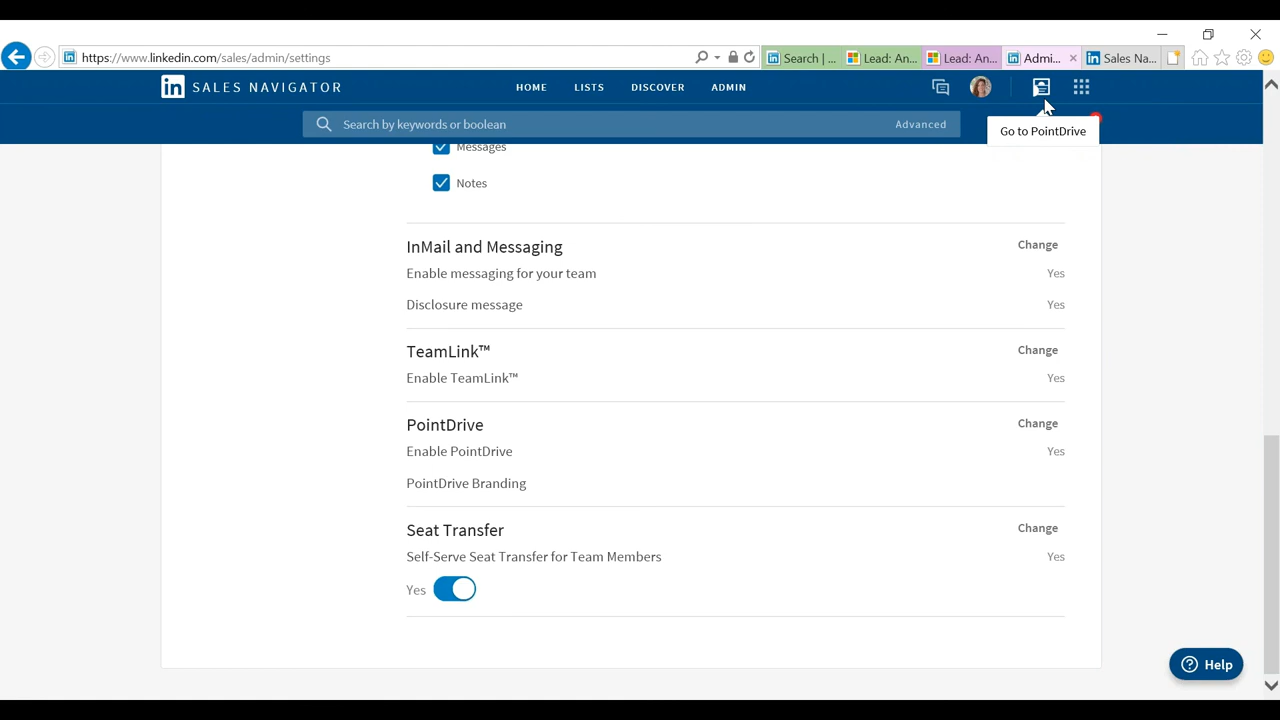 https://www.linkedin.com/sales/admin/settings
Search | ...
Lead: An...
Lead: An...
Admi...
Sales Na...
in SALES NAVIGATOR
HOME
LISTS
DISCOVER
ADMIN
Search by keywords or boolean
Advanced
Go to PointDrive
Messages
Notes
InMail and Messaging
Change
Enable messaging for your team
Yes
Disclosure message
Yes
TeamLink™
Change
Enable TeamLink™
Yes
PointDrive
Change
Enable PointDrive
Yes
PointDrive Branding
Seat Transfer
Change
Self-Serve Seat Transfer for Team Members
Yes
Yes
Help